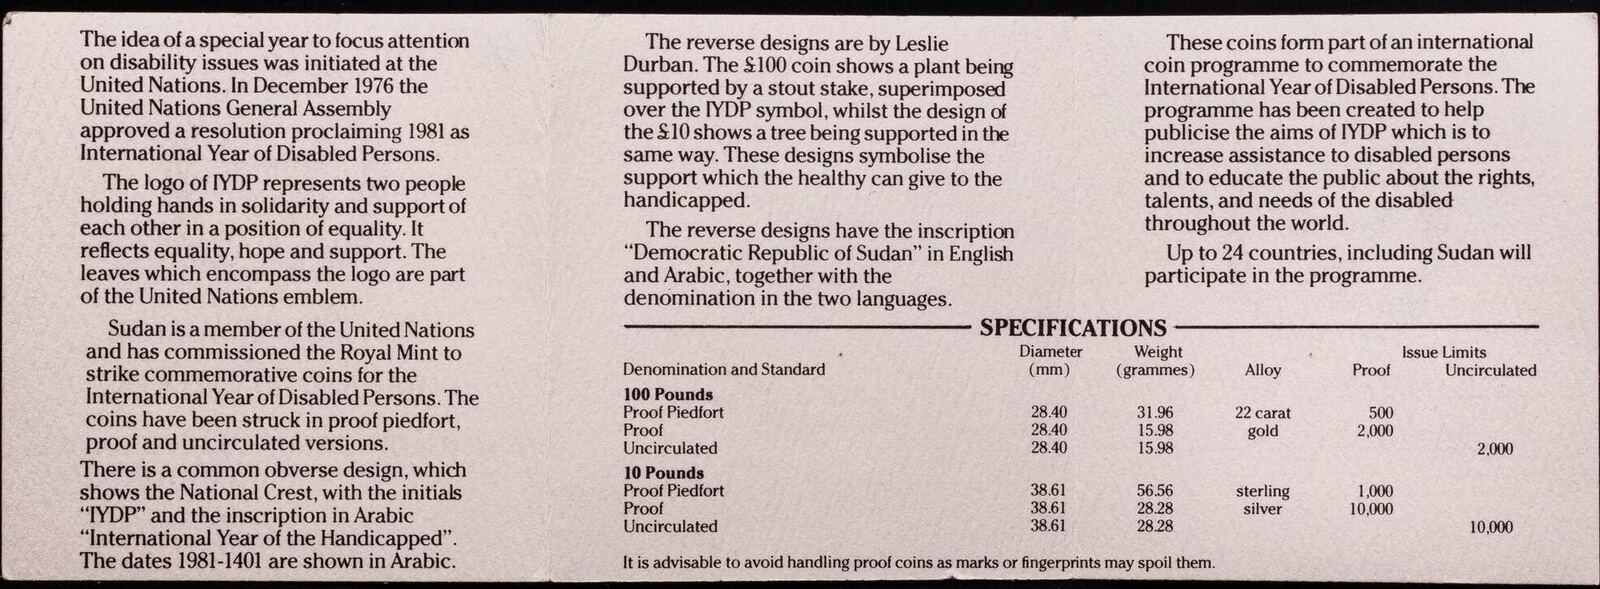 The idea of a special year to focus attention
on disability issues was initiated at the
United Nations. In December 1976 the
United Nations General Assembly
approved a resolution proclaiming 1981 as
International Year of Disabled Persons.
The logo of IYDP represents two people
holding hands in solidarity and support of
each other in a position of equality. It
reflects equality, hope and support. The
leaves which encompass the logo are part
of the United Nations emblem.
Sudan is a member of the United Nations
and has commissioned the Royal Mint to
strike commemorative coins for the
International Year of Disabled Persons. The
coins have been struck in proof piedfort,
proof and uncirculated versions.
There is a common obverse design, which
shows the National Crest, with the initials
“IYDP” and the inscription in Arabic
“International Year of the Handicapped”.
The dates 1981-1401 are shown in Arabic.
The reverse designs are by Leslie
Durban. The £100 coin shows a plant being
supported by a stout stake, superimposed
over the IYDP symbol, whilst the design of
the £10 shows a tree being supported in the
same way. These designs symbolise the
support which the healthy can give to the
handicapped.
The reverse designs have the inscription
“Democratic Republic of Sudan” in English
and Arabic, together with the
denomination in the two languages.
These coins form part of an international
coin programme to commemorate the
International Year of Disabled Persons. The
programme has been created to help
publicise the aims of IYDP which is to
increase assistance to disabled persons
and to educate the public about the rights,
talents, and needs of the disabled
throughout the world.
Up to 24 countries, including Sudan will
participate in the programme.
SPECIFICATIONS
Diameter Weight Issue Limits
Denomination and Standard (mm) (grammes) Alloy Proof Uncirculated
100 Pounds
Proof Piedfort 28.40 31.96 22 carat 500
Proof 28.40 15.98 gold 2,000
Uncirculated 28.40 15.98 2,000
10 Pounds
Proof Piedfort 38.61 56.56 sterling 1,000
Proof 38.61 28.28 silver 10,000
Uncirculated 38.61 28.28 10,000
It is advisable to avoid handling proof coins as marks or fingerprints may spoil them.